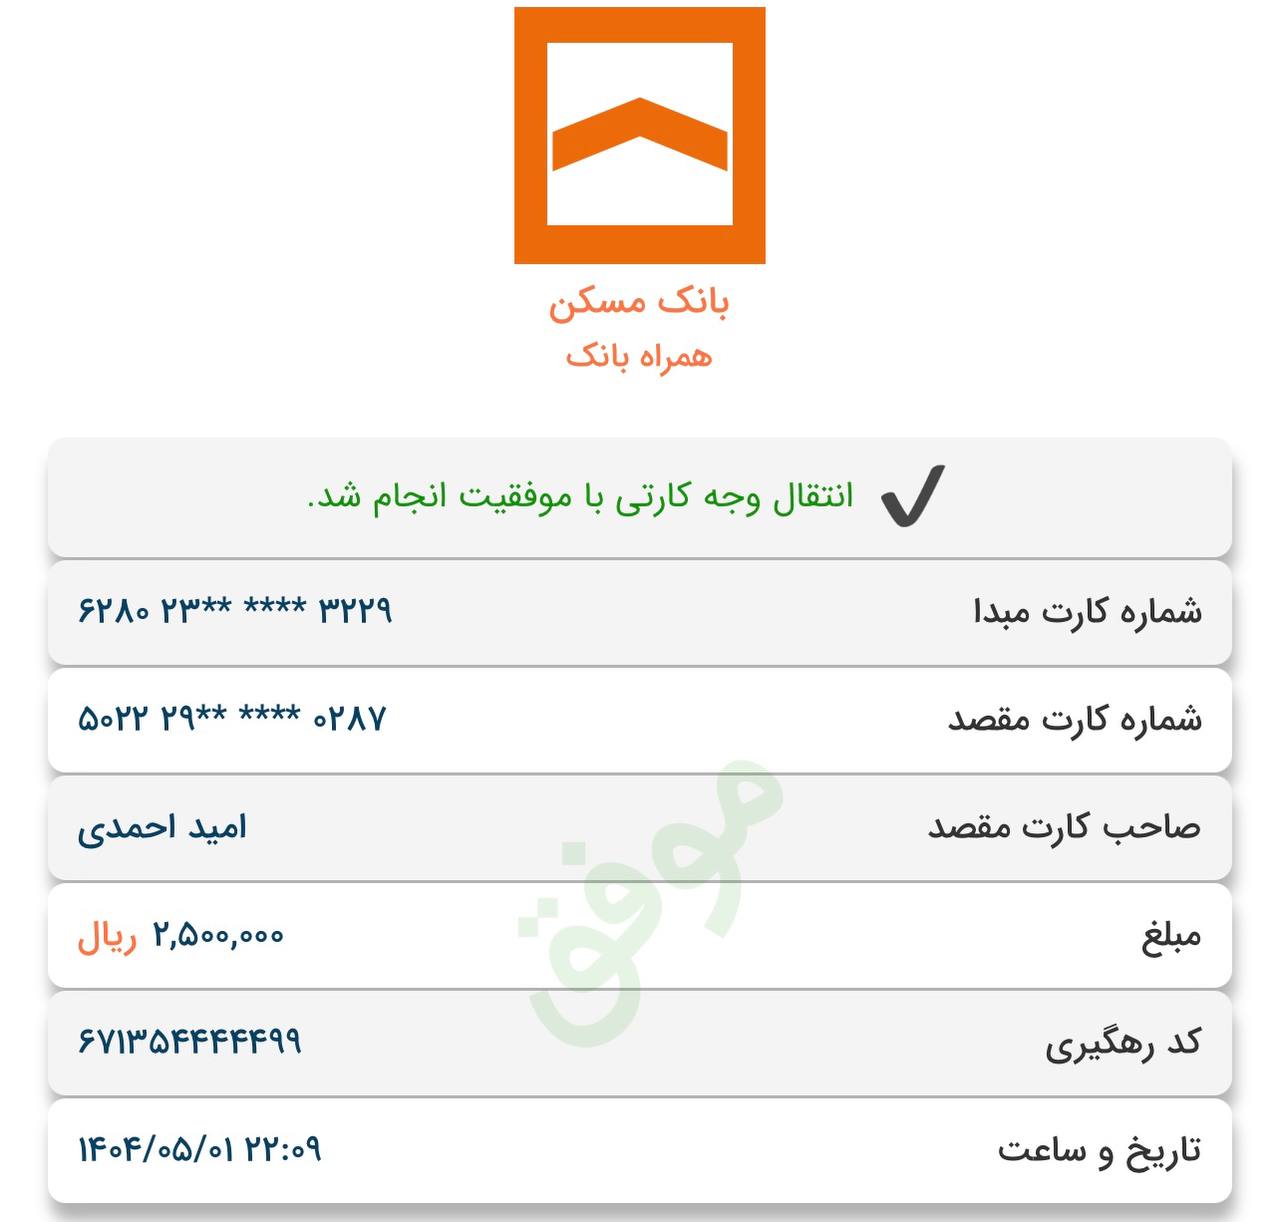 بانک مسکن
همراه بانک
انتقال وجه کارتی با موفقیت انجام شد.
شماره کارت مبدا ۶۲۸۰ ۲۳** **** ۳۲۲۹
شماره کارت مقصد ۵۰۲۲ ۲۹** **** ۰۲۸۷
صاحب کارت مقصد امید احمدی
مبلغ ۲,۵۰۰,۰۰۰ ریال
کد رهگیری ۶۷۱۳۵۴۴۴۴۴۹۹
تاریخ و ساعت ۱۴۰۴/۰۵/۰۱ ۲۲:۰۹
موفق